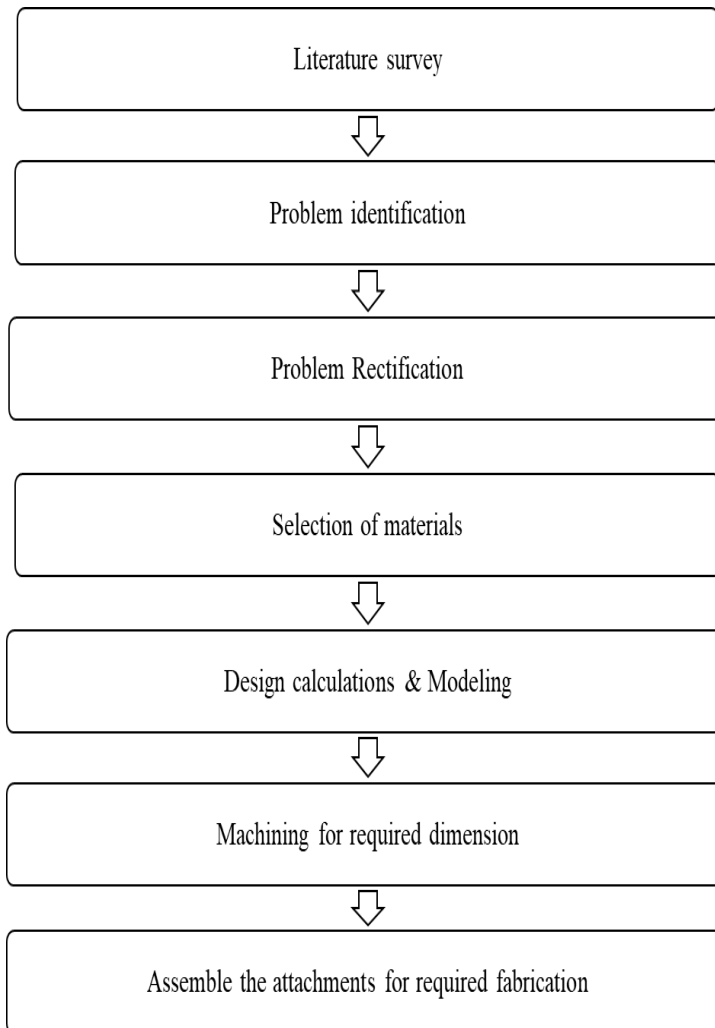 Literature survey
Problem identification
Problem Rectification
Selection of materials
Design calculations & Modeling
Machining for required dimension
Assemble the attachments for required fabrication